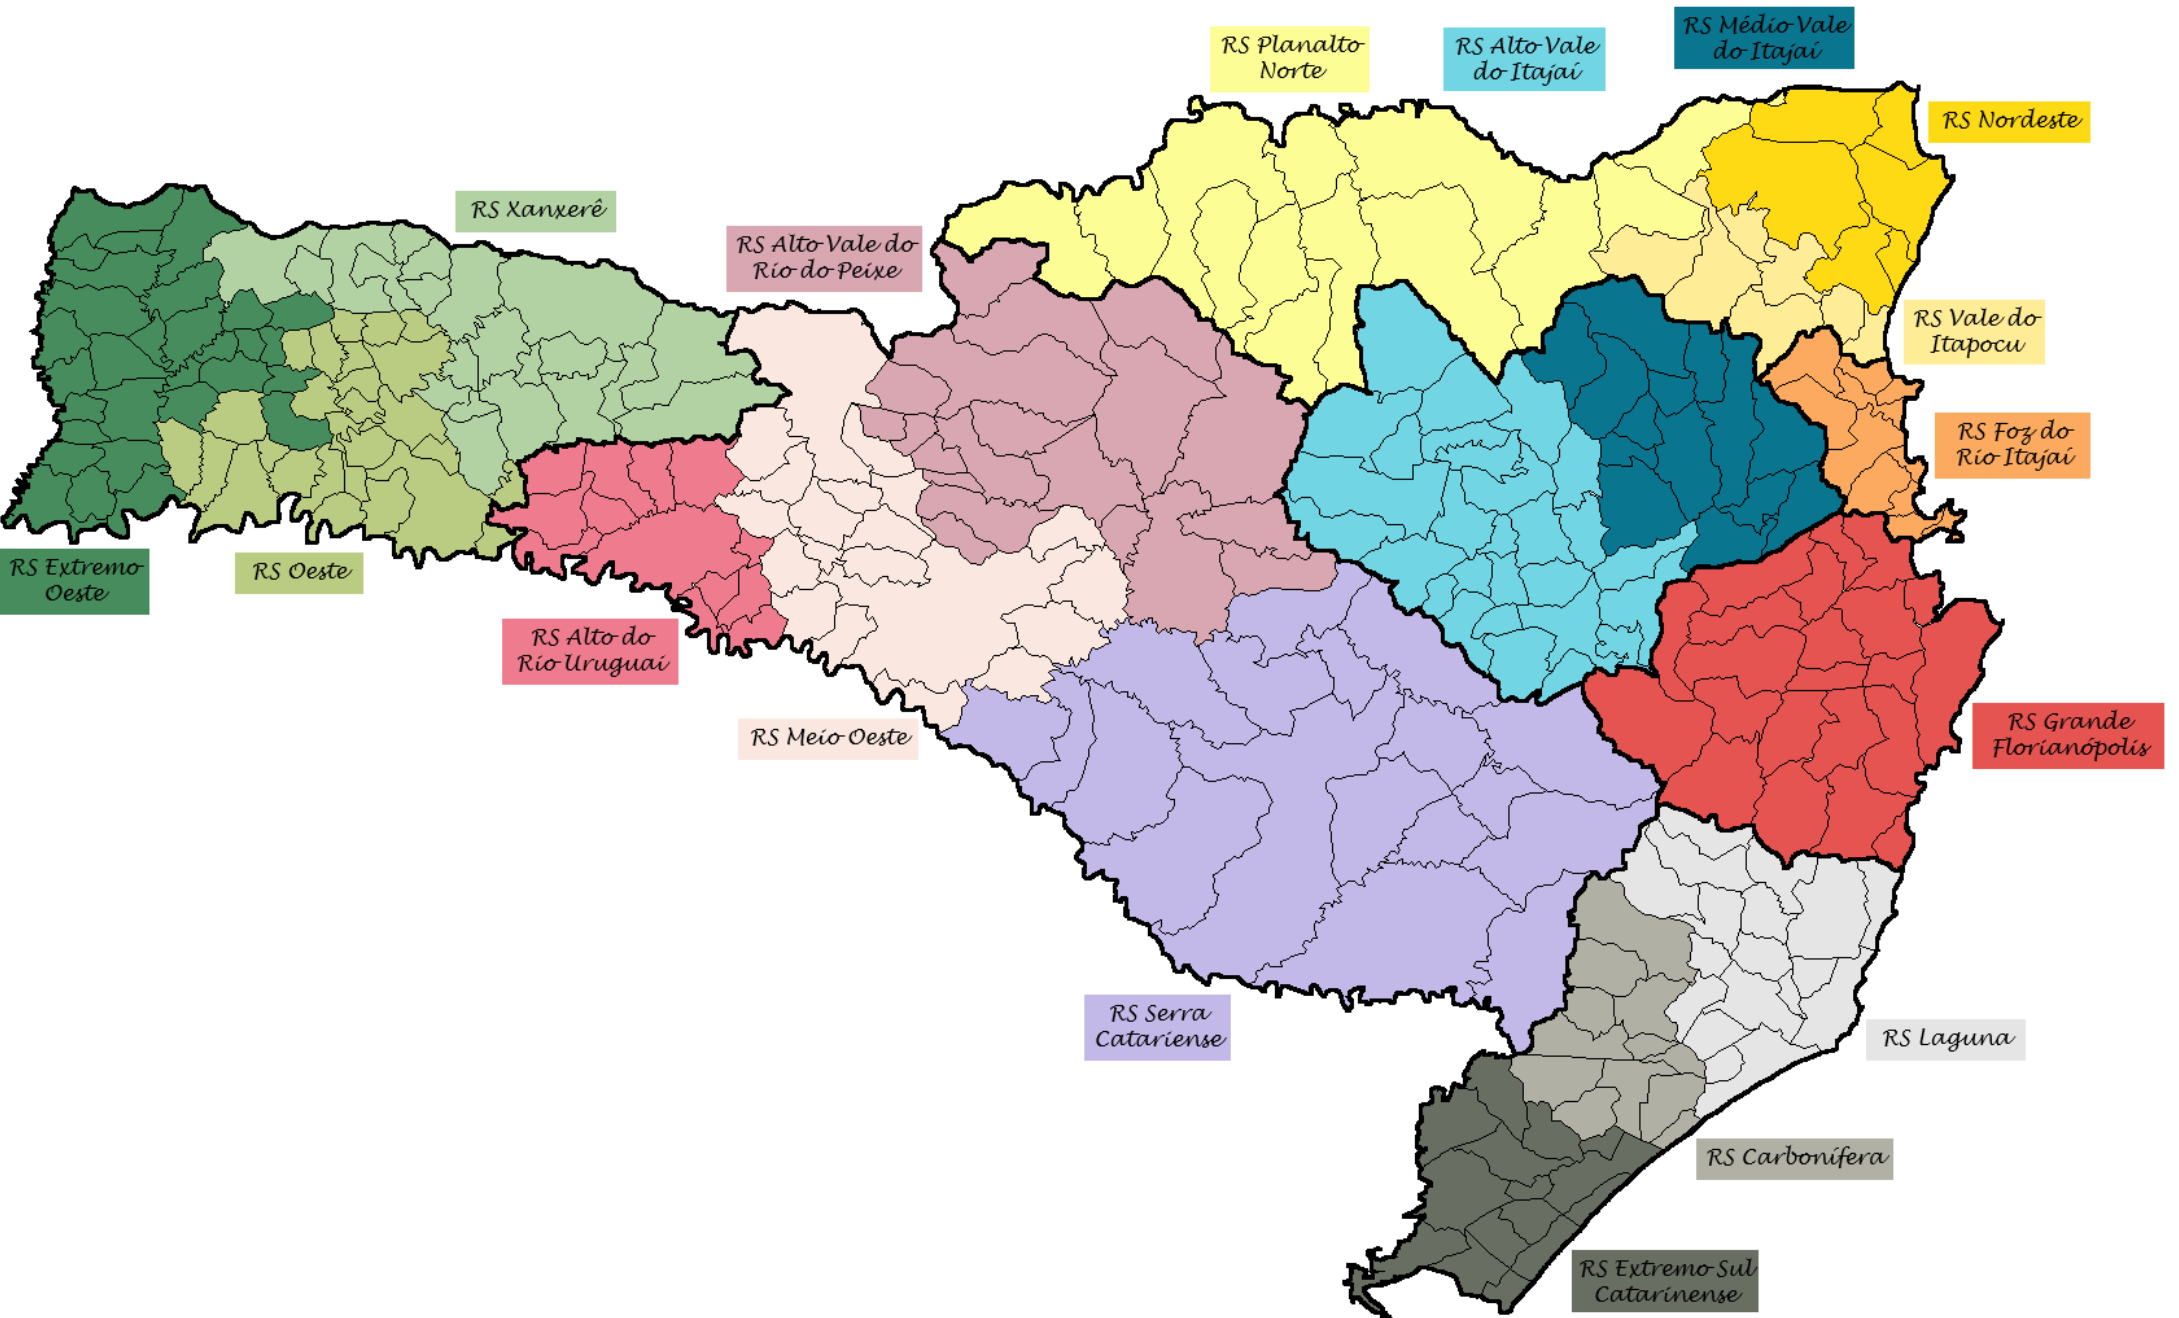 RS Médio Vale
do Itajaí
RS Planalto
Norte
RS Alto Vale
do Itajaí
RS Nordeste
RS Xanxerê
RS Alto Vale do
Rio do Peixe
RS Vale do
Itapocu
RS Foz do
Rio Itajaí
RS Extremo
Oeste
RS Oeste
RS Alto do
Rio Uruguai
RS Meio Oeste
RS Grande
Florianópolis
RS Serra
Catariense
RS Laguna
RS Carbonífera
RS Extremo Sul
Catarinense